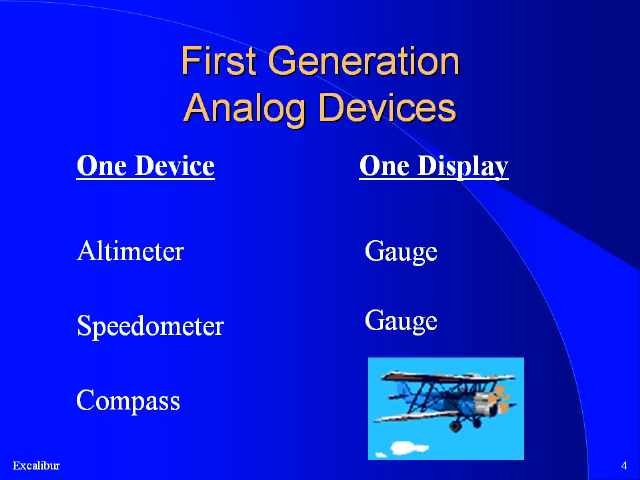 First Generation
Analog Devices
One Device One Display
Altimeter Gauge
Speedometer Gauge
Compass
Excalibur 4